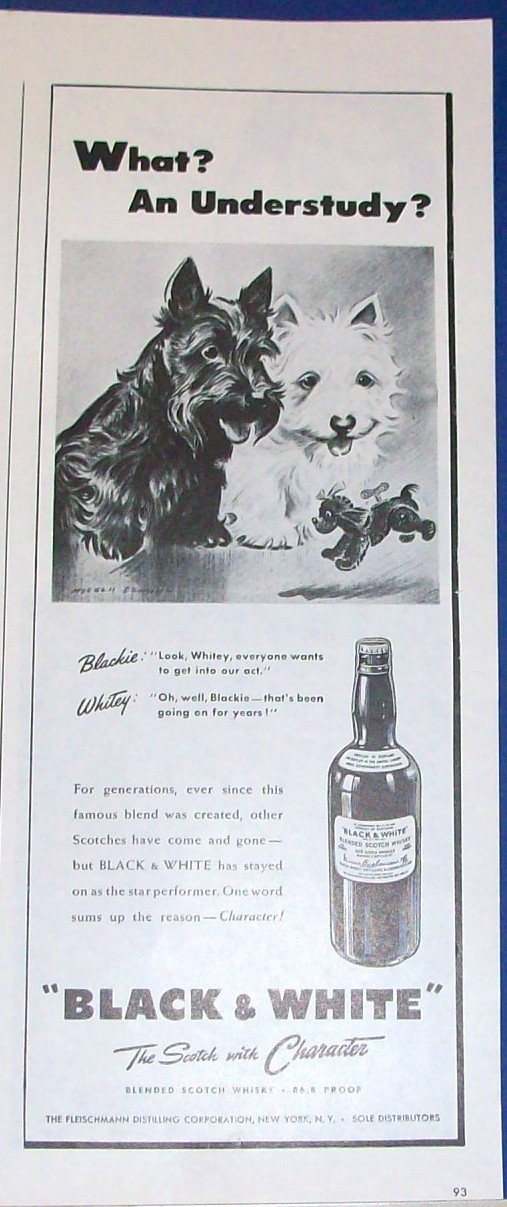 What?
An Understudy?
Blackie: "Look, Whitey, everyone wants
to get into our act."
Whitey: "Oh, well, Blackie—that's been
going on for years!"
For generations, ever since this
famous blend was created, other
Scotches have come and gone—
but BLACK & WHITE has stayed
on as the star performer. One word
sums up the reason—Character!
"BLACK & WHITE"
BLENDED SCOTCH WHISKY
"BLACK & WHITE"
The Scotch with Character
BLENDED SCOTCH WHISKY • 86.8 PROOF
THE FLEISCHMANN DISTILLING CORPORATION, NEW YORK, N. Y. • SOLE DISTRIBUTORS
93